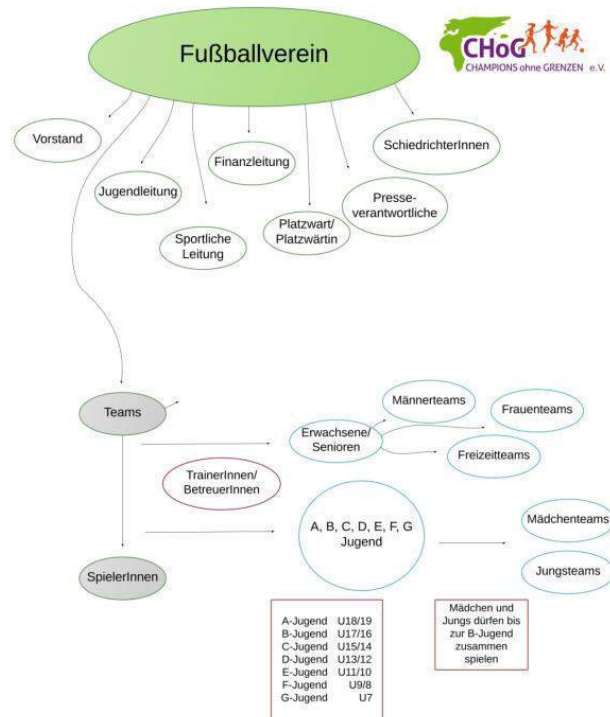 Fußballverein
CHoG
CHAMPIONS ohne GRENZEN e.V.
Vorstand
Jugendleitung
Sportliche
Leitung
Finanzleitung
Platzwart/
Platzwärtin
Presse-
verantwortliche
SchiedrichterInnen
Teams
Männerteams
Frauenteams
Erwachsene/
Senioren
Freizeitteams
TrainerInnen/
BetreuerInnen
A, B, C, D, E, F, G
Jugend
Mädchenteams
Jungsteams
SpielerInnen
A-Jugend U18/19
B-Jugend U17/16
C-Jugend U15/14
D-Jugend U13/12
E-Jugend U11/10
F-Jugend U9/8
G-Jugend U7
Mädchen und
Jungs dürfen bis
zur B-Jugend
zusammen
spielen